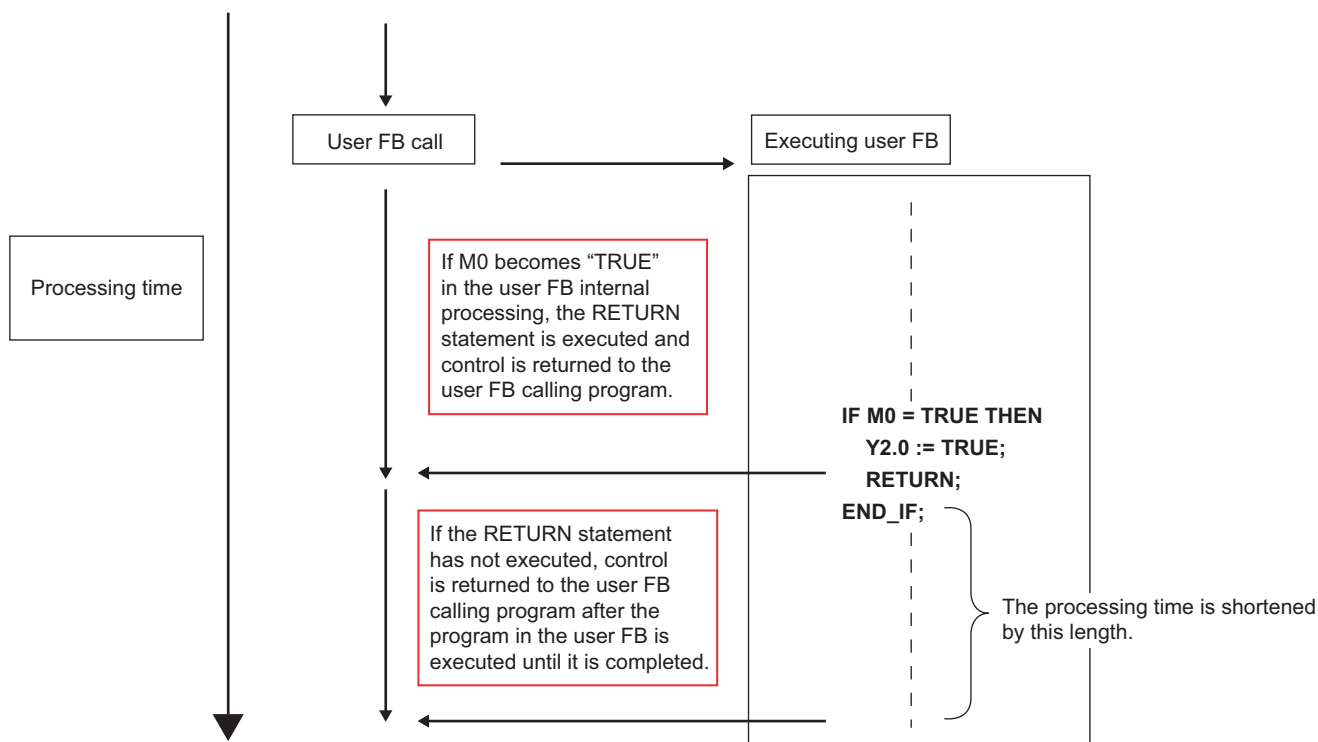 User FB call
Executing user FB
Processing time
If M0 becomes “TRUE”
in the user FB internal
processing, the RETURN
statement is executed and
control is returned to the
user FB calling program.
IF M0 = TRUE THEN
Y2.0 := TRUE;
RETURN;
END_IF;
If the RETURN statement
has not executed, control
is returned to the user FB
calling program after the
program in the user FB is
executed until it is completed.
The processing time is shortened
by this length.